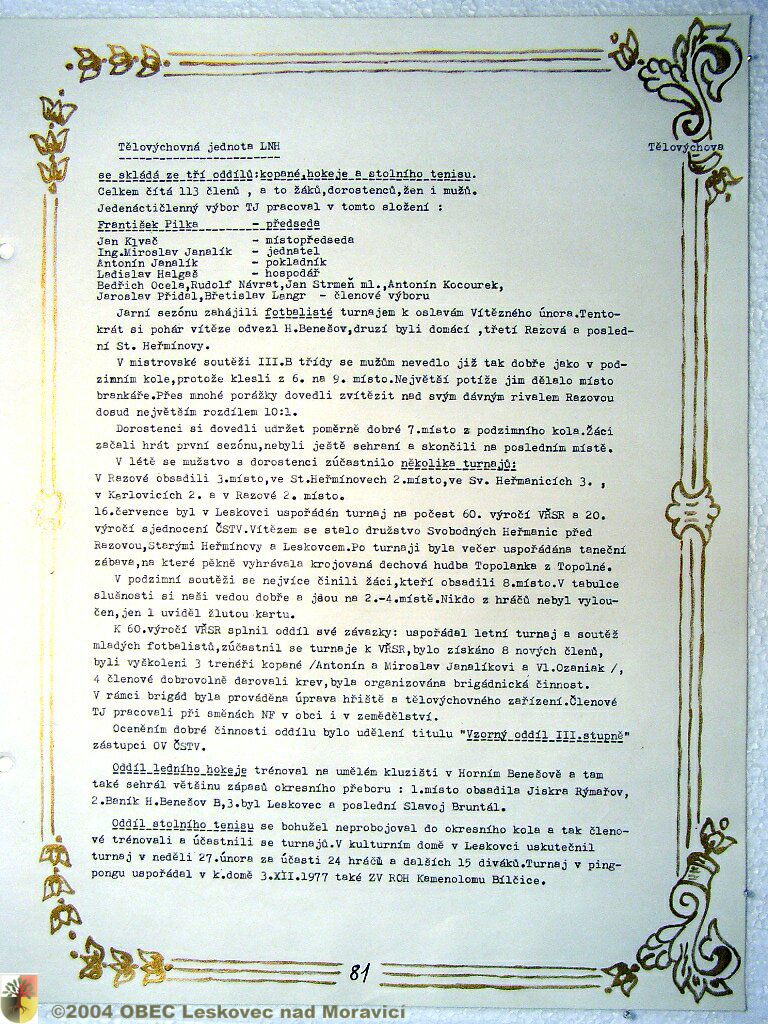 Tělovýchovná jednota LNH
Tělovýchova
se skládá ze tří oddílů:kopané,hokeje a stolního tenisu.
Celkem čítá 113 členů , a to žáků,dorostenců,žen i mužů.
Jedenáctičlenný výbor TJ pracoval v tomto složení :
František Pilka - předseda
Jan Klvač - místopředseda
Ing.Miroslav Janalík - jednatel
Antonín Janalík - pokladník
Ladislav Halgaš - hospodář
Bedřich Ocela,Rudolf Návrat,Jan Strmeň ml.,Antonín Kocourek,
Jaroslav Přidal,Břetislav Langr - členové výboru
Jarní sezónu zahájili fotbalisté turnajem k oslavám Vítězného února.Tento-
krát si pohár vítěze odvezl H.Benešov,druzí byli domácí ,třetí Razová a posled-
ní St. Heřmínovy.
V mistrovské soutěži III.B třídy se mužům nevedlo již tak dobře jako v pod-
zimním kole,protože klesli z 6. na 9. místo.Největší potíže jim dělalo místo
brankáře.Přes mnohé porážky dovedli zvítězit nad svým dávným rivalem Razovou
dosud největším rozdílem 10:1.
Dorostenci si dovedli udržet poměrně dobré 7.místo z podzimního kola.Žáci
začali hrát první sezónu,nebyli ještě sehraní a skončili na posledním místě.
V létě se mužstvo s dorostenci zúčastnilo několika turnajů:
V Razové obsadili 3.místo,ve St.Heřmínovech 2.místo,ve Sv. Heřmanicích 3. ,
v Karlovicích 2. a v Razové 2. místo.
16.července byl v Leskovci uspořádán turnaj na počest 60. výročí VŘSR a 20.
výročí sjednocení ČSTV.Vítězem se stalo družstvo Svobodných Heřmanic před
Razovou,Starými Heřmínovy a Leskovcem.Po turnaji byla večer uspořádána taneční
zábava,na které pěkně vyhrávala krojovaná dechová hudba Topolanka z Topolné.
V podzimní soutěži se nejvíce činili žáci,kteří obsadili 8.místo.V tabulce
slušnosti si naši vedou dobře a jsou na 2.-4.místě.Nikdo z hráčů nebyl vylou-
čen,jen 1 uviděl žlutou kartu.
K 60.výročí VŘSR splnil oddíl své závazky: uspořádal letní turnaj a soutěž
mladých fotbalistů,zúčastnil se turnaje k VŘSR,bylo získáno 8 nových členů,
byli vyškoleni 3 trenéři kopané /Antonín a Miroslav Janalíkovi a Vl.Ozaniak /,
4 členové dobrovolně darovali krev,byla organizována brigádnická činnost.
V rámci brigád byla prováděna úprava hřiště a tělovýchovného zařízení.Členové
TJ pracovali při směnách NF v obci i v zemědělství.
Oceněním dobré činnosti oddílu bylo udělení titulu "Vzorný oddíl III.stupně"
zástupci OV ČSTV.
Oddíl ledního hokeje trénoval na umělém kluzišti v Horním Benešově a tam
také sehrál většinu zápasů okresního přeboru : 1.místo obsadila Jiskra Rýmařov,
2.Baník H.Benešov B,3.byl Leskovec a poslední Slavoj Bruntál.
Oddíl stolního tenisu se bohužel neprobojoval do okresního kola a tak členo-
vé trénovali a účastnili se turnajů.V kulturním domě v Leskovci uskutečnil
turnaj v neděli 27.února za účasti 24 hráčů a dalších 15 diváků.Turnaj v ping-
pongu uspořádal v k.domě 3.XII.1977 také ZV ROH Kamenolomu Bílčice.
81
©2004 OBEC Leskovec nad Moravicí